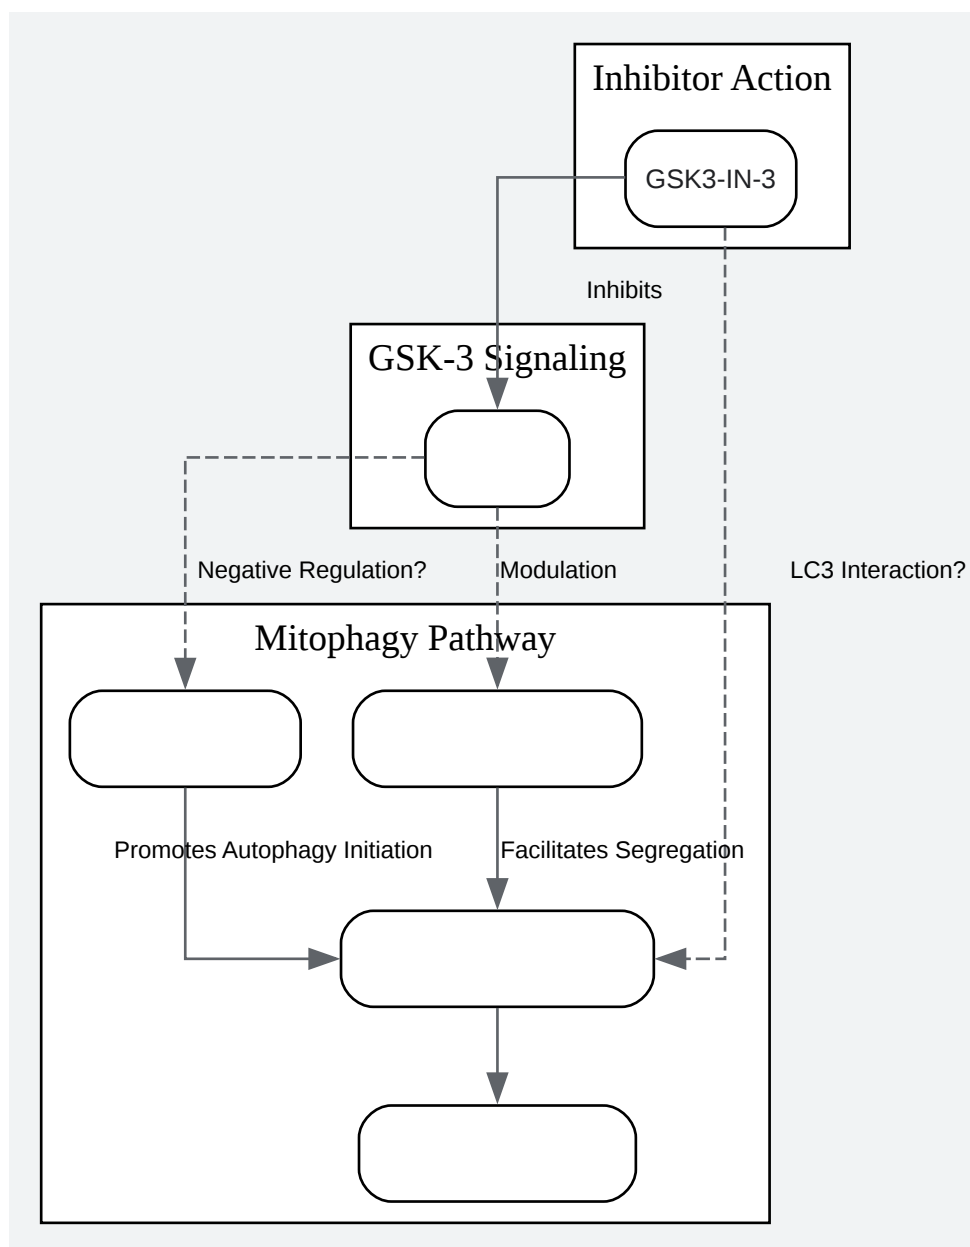 Inhibitor Action
GSK3-IN-3
Inhibits
GSK-3 Signaling
Negative Regulation?
Modulation
LC3 Interaction?
Mitophagy Pathway
Promotes Autophagy Initiation
Facilitates Segregation